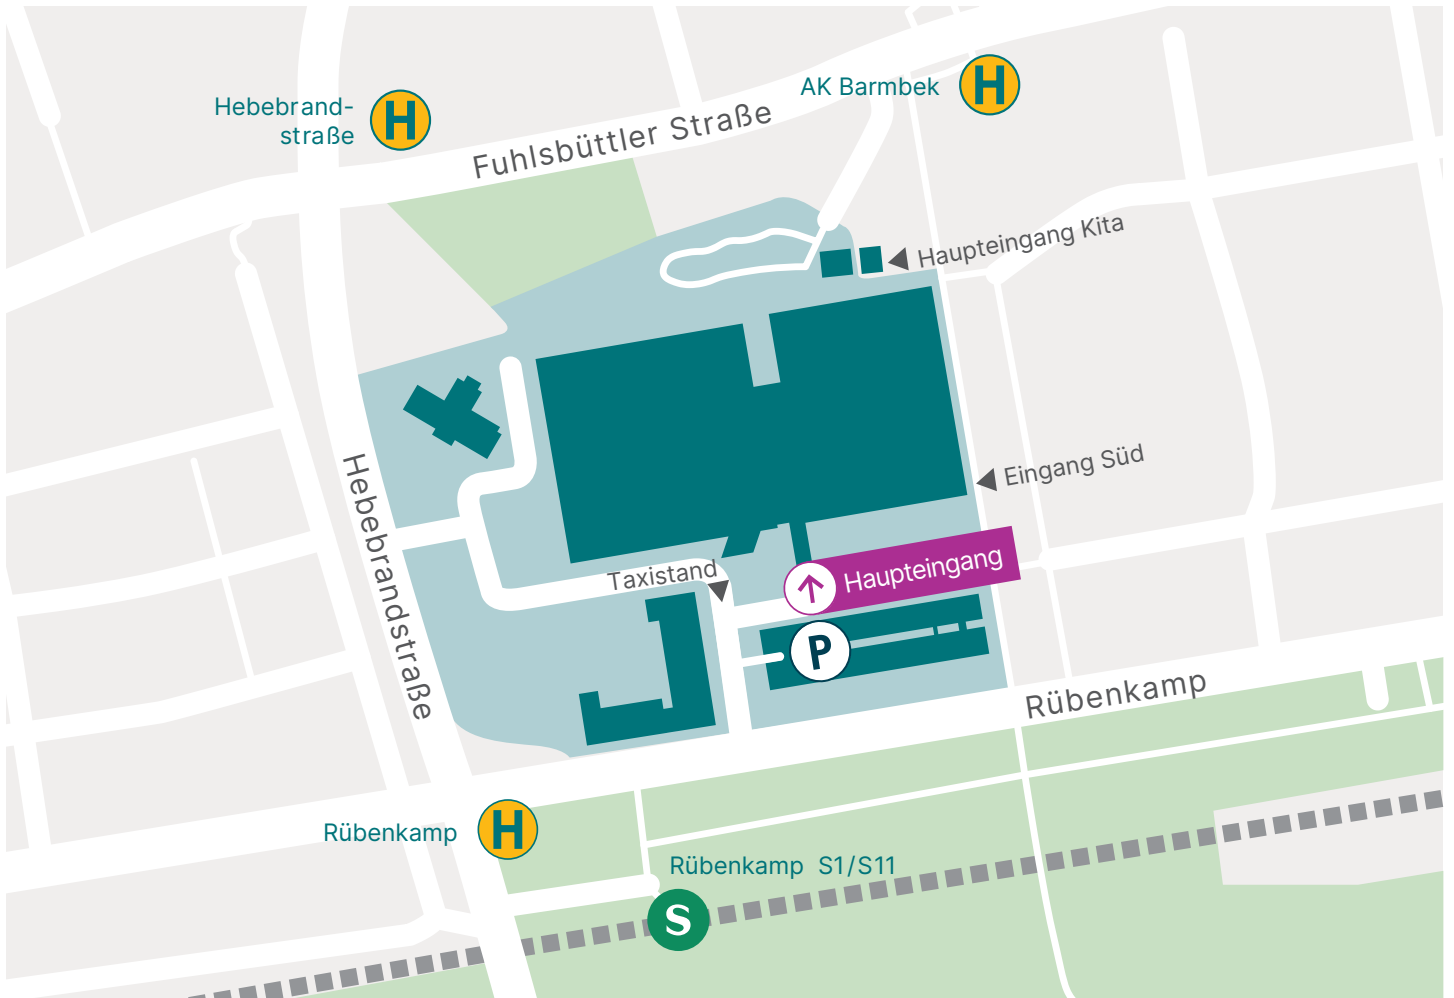 AK Barmbek
H
Hebebrand-
straße
H
Fuhlsbüttler Straße
Haupteingang Kita
Eingang Süd
Hebebrandstraße
Taxistand
Haupteingang
P
Rübenkamp
Rübenkamp
H
Rübenkamp S1/S11
S